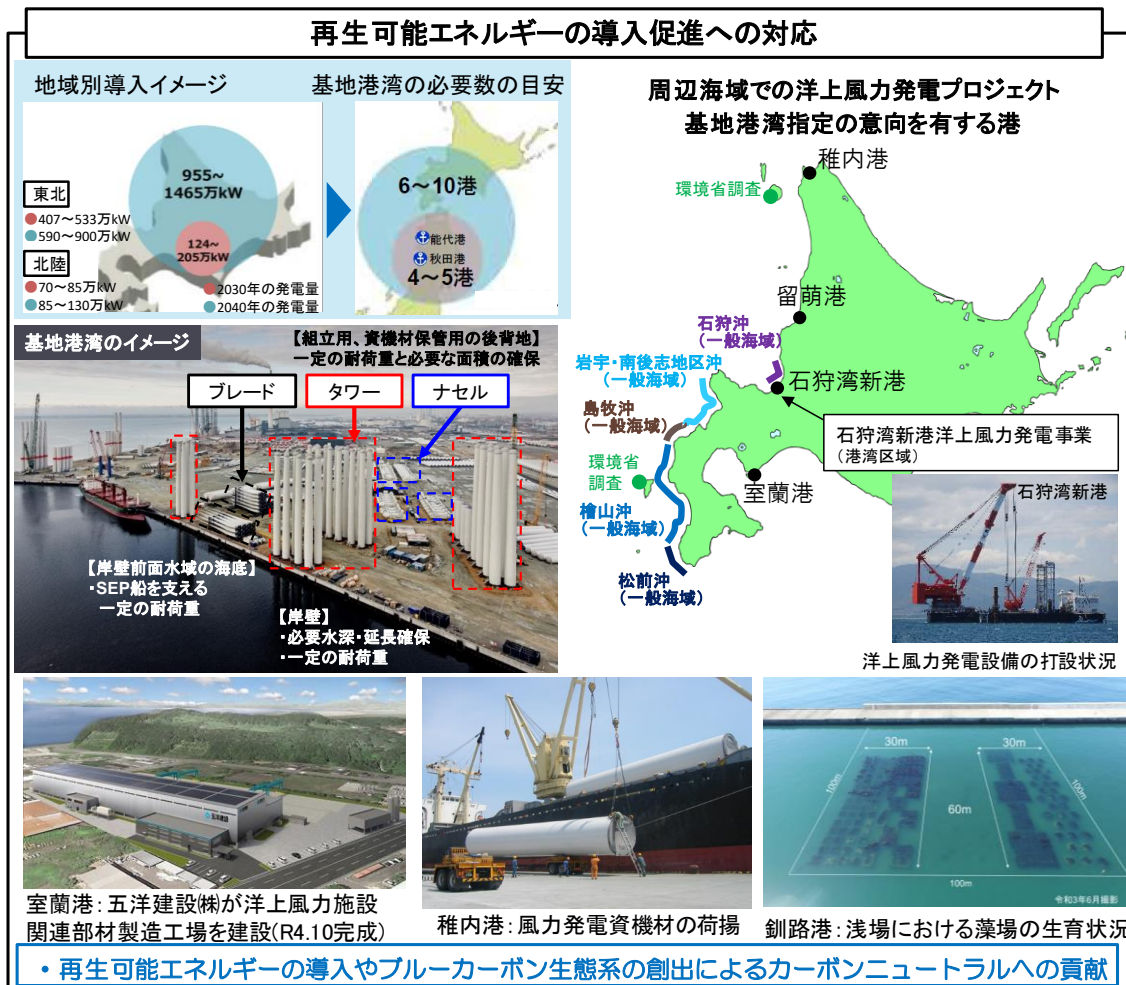 再生可能エネルギーの導入促進への対応
地域別導入イメージ
955~
1465万kW
東北
407~533万kW
590~900万kW
北陸
70~85万kW
85~130万kW
124~
205万kW
2030年の発電量
2040年の発電量
基地港湾の必要数の目安
6~10港
能代港
秋田港
4~5港
周辺海域での洋上風力発電プロジェクト
基地港湾指定の意向を有する港
稚内港
環境省調査
留萌港
石狩沖
(一般海域)
岩宇・南後志地区沖
(一般海域)
石狩湾新港
島牧沖
(一般海域)
石狩湾新港洋上風力発電事業
(港湾区域)
環境省
調査
室蘭港
檜山沖
(一般海域)
松前沖
(一般海域)
石狩湾新港
洋上風力発電設備の打設状況
基地港湾のイメージ
【組立用、資機材保管用の後背地】
一定の耐荷重と必要な面積の確保
ブレード
タワー
ナセル
【岸壁前面水域の海底】
・SEP船を支える
一定の耐荷重
【岸壁】
・必要水深・延長確保
・一定の耐荷重
五洋建設
室蘭港:五洋建設㈱が洋上風力施設
関連部材製造工場を建設(R4.10完成)
稚内港:風力発電資機材の荷揚
30m
30m
100m
100m
60m
100m
令和3年6月撮影
釧路港:浅場における藻場の生育状況
・再生可能エネルギーの導入やブルーカーボン生態系の創出によるカーボンニュートラルへの貢献